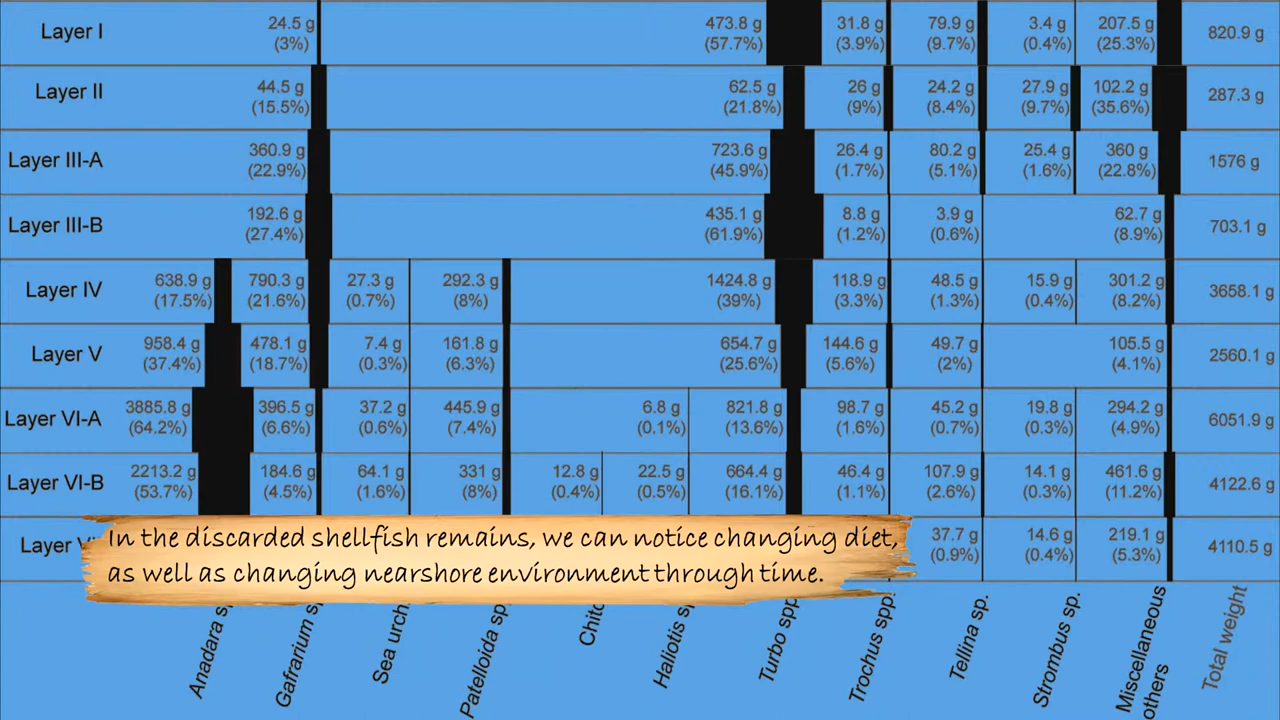 Layer I 24.5 g 473.8 g 31.8 g 79.9 g 3.4 g 207.5 g 820.9 g
(3%) (57.7%) (3.9%) (9.7%) (0.4%) (25.3%)
Layer II 44.5 g 62.5 g 26 g 24.2 g 27.9 g 102.2 g 287.3 g
(15.5%) (21.8%) (9%) (8.4%) (9.7%) (35.6%)
Layer III-A 360.9 g 723.6 g 26.4 g 80.2 g 25.4 g 360 g 1576 g
(22.9%) (45.9%) (1.7%) (5.1%) (1.6%) (22.8%)
Layer III-B 192.6 g 435.1 g 8.8 g 3.9 g 62.7 g 703.1 g
(27.4%) (61.9%) (1.2%) (0.6%) (8.9%)
Layer IV 638.9 g 790.3 g 27.3 g 292.3 g 1424.8 g 118.9 g 48.5 g 15.9 g 301.2 g 3658.1 g
(17.5%) (21.6%) (0.7%) (8%) (39%) (3.3%) (1.3%) (0.4%) (8.2%)
Layer V 958.4 g 478.1 g 7.4 g 161.8 g 654.7 g 144.6 g 49.7 g 105.5 g 2560.1 g
(37.4%) (18.7%) (0.3%) (6.3%) (25.6%) (5.6%) (2%) (4.1%)
Layer VI-A 3885.8 g 396.5 g 37.2 g 445.9 g 6.8 g 821.8 g 98.7 g 45.2 g 19.8 g 294.2 g 6051.9 g
(64.2%) (6.6%) (0.6%) (7.4%) (0.1%) (13.6%) (1.6%) (0.7%) (0.3%) (4.9%)
Layer VI-B 2213.2 g 184.6 g 64.1 g 331 g 12.8 g 22.5 g 664.4 g 46.4 g 107.9 g 14.1 g 461.6 g 4122.6 g
(53.7%) (4.5%) (1.6%) (8%) (0.4%) (0.5%) (16.1%) (1.1%) (2.6%) (0.3%) (11.2%)
Layer 37.7 g 14.6 g 219.1 g 4110.5 g
(0.9%) (0.4%) (5.3%)
In the discarded shellfish remains, we can notice changing diet,
as well as changing nearshore environment through time.
Anadara
Gafrarium
Sea
Patelloida
Haliotis
Turbo spp
Trochus spp.
Tellina sp.
Strombus sp.
Miscellaneous
others
Total weight